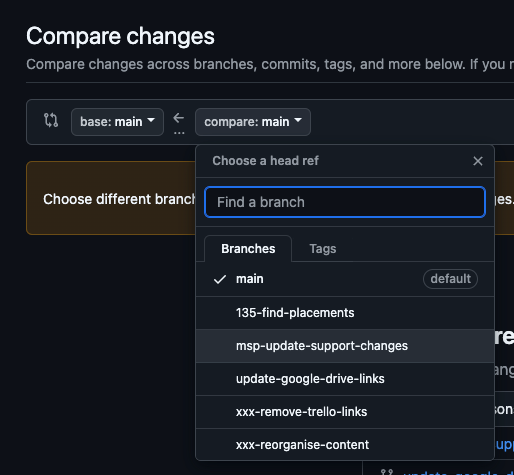 Compare changes
Compare changes across branches, commits, tags, and more below. If you
base: main
...
compare: main
Choose a head ref
Choose different
Find a branch
Branches Tags
main default
135-find-placements
msp-update-support-changes
update-google-drive-links
xxx-remove-trello-links
xxx-reorganise-content